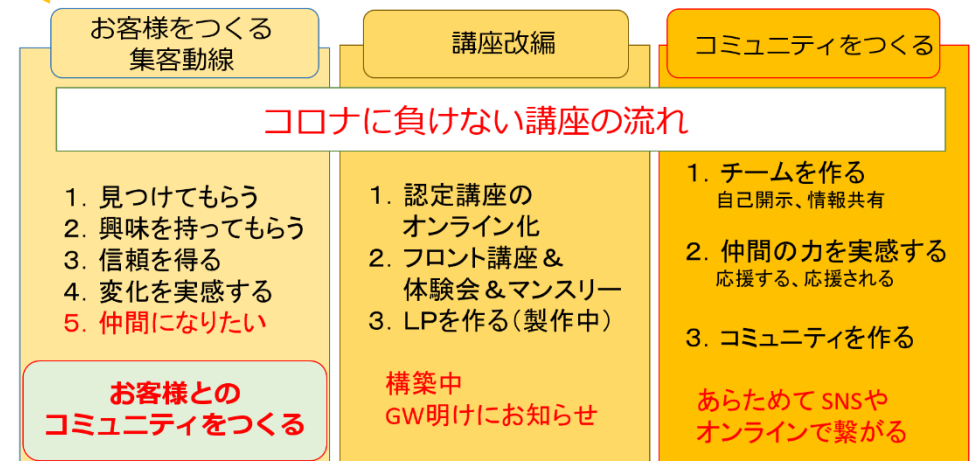 お客様をつくる
集客動線
講座改編
コミュニティをつくる
コロナに負けない講座の流れ
1. 見つけてもらう
2. 興味を持ってもらう
3. 信頼を得る
4. 変化を実感する
5. 仲間になりたい
お客様との
コミュニティをつくる
1. 認定講座の
オンライン化
2. フロント講座&
体験会&マンスリー
3. LPを作る(製作中)
構築中
GW明けにお知らせ
1. チームを作る
自己開示、情報共有
2. 仲間の力を実感する
応援する、応援される
3. コミュニティを作る
あらためて SNSや
オンラインで繋がる